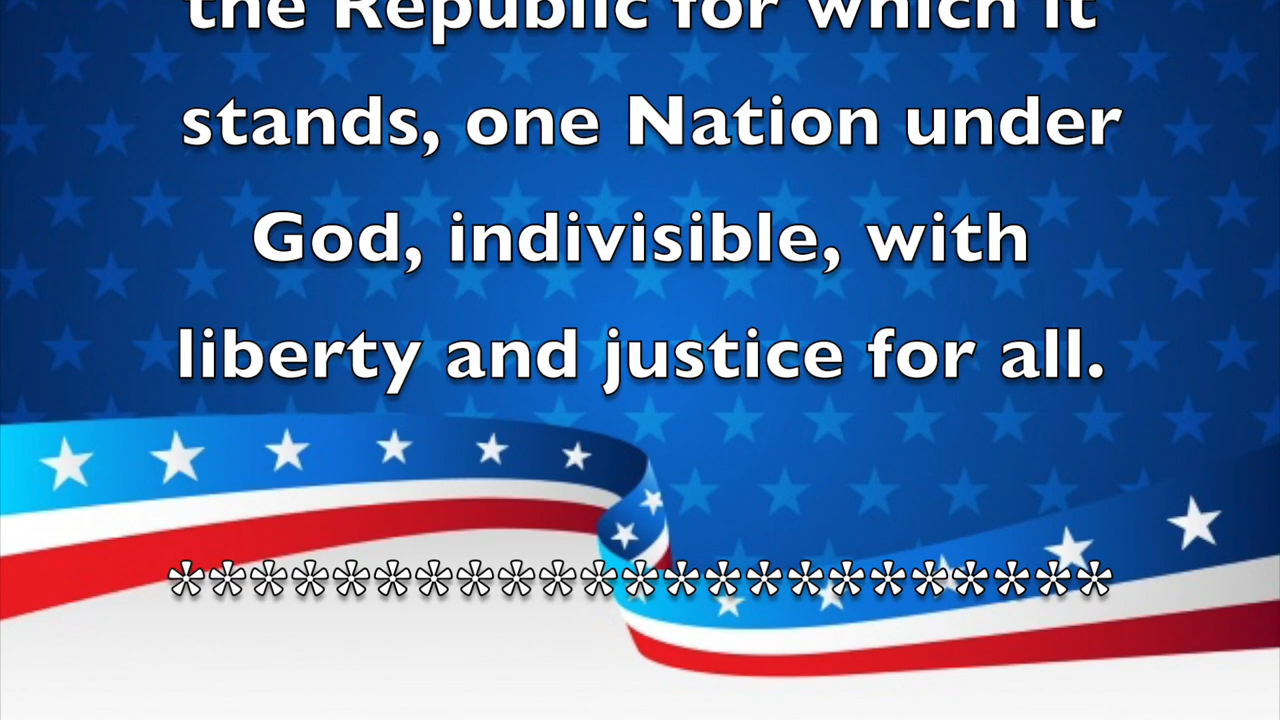 the Republic for which it
stands, one Nation under
God, indivisible, with
liberty and justice for all.
***********************